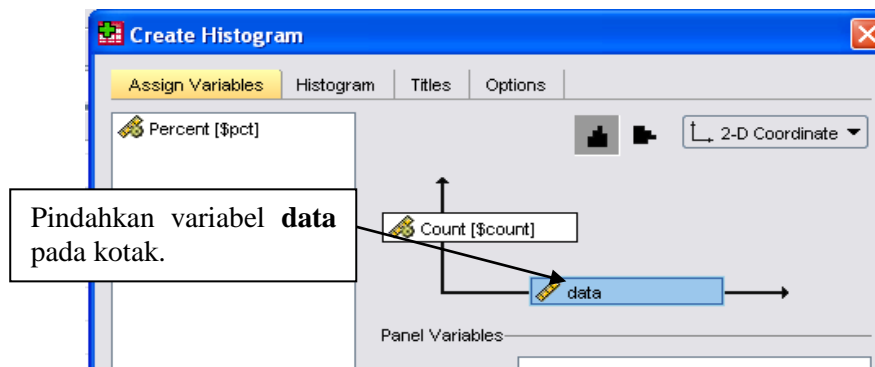 Create Histogram
Assign Variables Histogram Titles Options
Percent [$pct]
2-D Coordinate
Pindahkan variabel data
pada kotak.
Count [$count]
data
Panel Variables